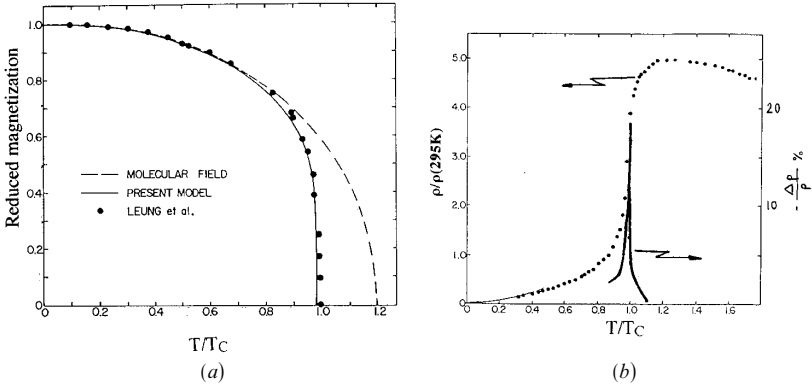 Reduced magnetization
1.0
0.8
0.6
0.4
0.2
0
MOLECULAR FIELD
PRESENT MODEL
LEUNG et al.
0 0.2 0.4 0.6 0.8 1.0 1.2
T/TC
(a)
ρ/ρ(295K)
5.0
4.0
3.0
2.0
1.0
0
20
10
- Δρ/ρ %
0 0.2 0.4 0.6 0.8 1.0 1.2 1.4 1.6
T/TC
(b)